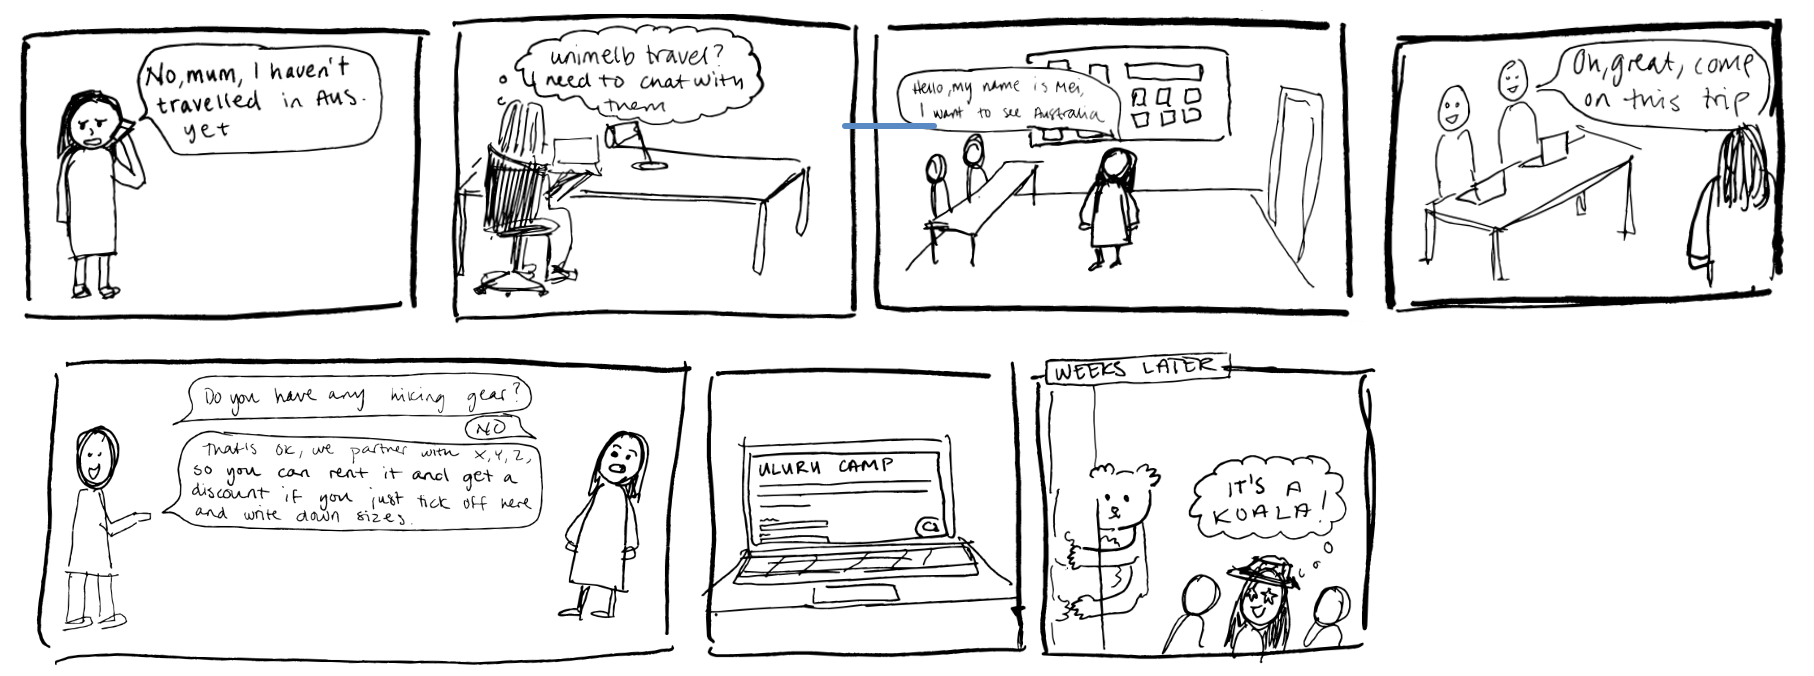 No, mum, I haven't
travelled in Aus.
yet
unimelb travel?
I need to chat with
them
Hello, my name is Mei,
I want to see Australia
Oh, great, come
on this trip
Do you have any hiking gear?
NO
That's ok, we partner with X, Y, Z,
so you can rent it and get a
discount if you just tick off here
and write down sizes.
ULURU CAMP
WEEKS LATER
IT'S A
KOALA!